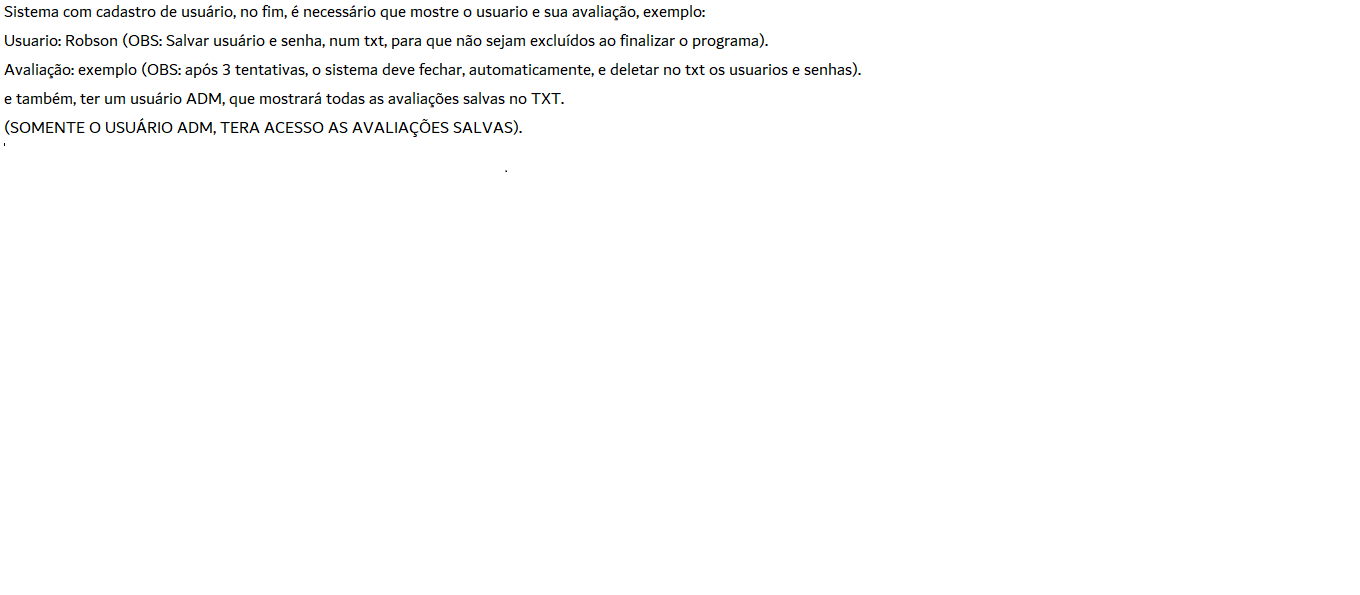 Sistema com cadastro de usuário, no fim, é necessário que mostre o usuario e sua avaliação, exemplo:
Usuario: Robson (OBS: Salvar usuário e senha, num txt, para que não sejam excluídos ao finalizar o programa).
Avaliação: exemplo (OBS: após 3 tentativas, o sistema deve fechar, automaticamente, e deletar no txt os usuarios e senhas).
e também, ter um usuário ADM, que mostrará todas as avaliações salvas no TXT.
(SOMENTE O USUÁRIO ADM, TERA ACESSO AS AVALIAÇÕES SALVAS).